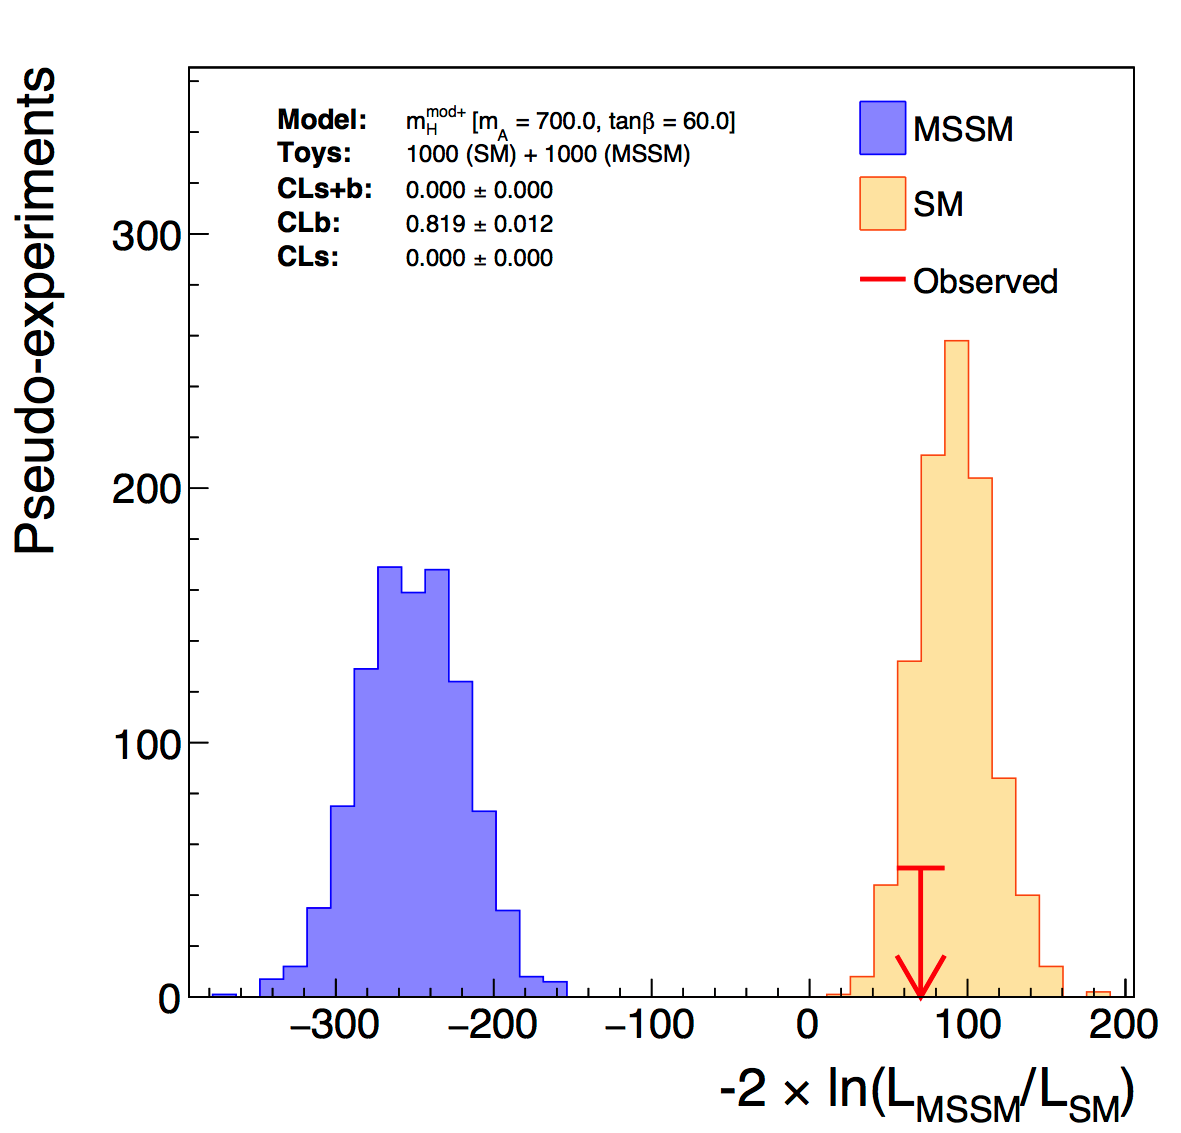 Pseudo-experiments
Model: m_H^mod+ [m_A = 700.0, tanβ = 60.0]
Toys: 1000 (SM) + 1000 (MSSM)
CLs+b: 0.000 ± 0.000
CLb: 0.819 ± 0.012
CLs: 0.000 ± 0.000
MSSM
SM
Observed
300
200
100
0
−300 −200 −100 0 100 200
-2 × ln(L_MSSM/L_SM)